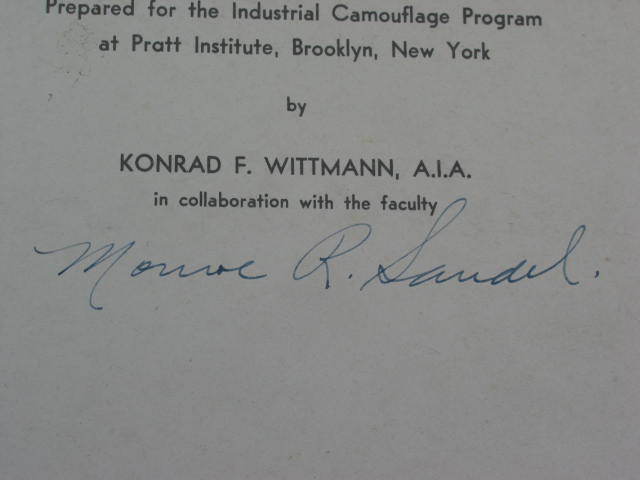 Prepared for the Industrial Camouflage Program
at Pratt Institute, Brooklyn, New York
by
KONRAD F. WITTMANN, A.I.A.
in collaboration with the faculty
Monroe R. Sandel.